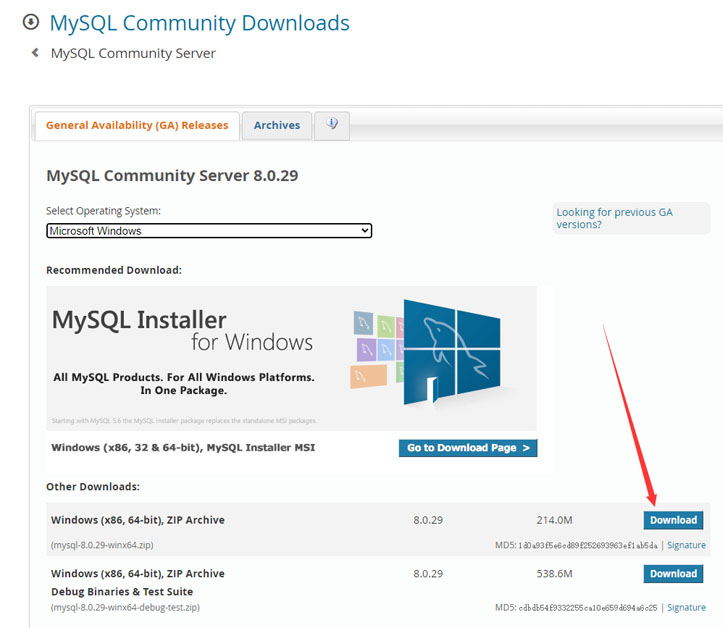 MySQL Community Downloads
MySQL Community Server
General Availability (GA) Releases
Archives
MySQL Community Server 8.0.29
Select Operating System:
Microsoft Windows
Looking for previous GA
versions?
Recommended Download:
MySQL Installer
for Windows
All MySQL Products. For All Windows Platforms.
In One Package.
Starting with MySQL 5.6 the MySQL Installer package replaces the standalone MSI packages.
Windows (x86, 32 & 64-bit), MySQL Installer MSI
Go to Download Page >
Other Downloads:
Windows (x86, 64-bit), ZIP Archive 8.0.29 214.0M Download
(mysql-8.0.29-winx64.zip) MD5: 1d0a93f5e6cd89f252693963ef1ab5da | Signature
Windows (x86, 64-bit), ZIP Archive 8.0.29 538.6M Download
Debug Binaries & Test Suite
(mysql-8.0.29-winx64-debug-test.zip) MD5: cdbdb54f9332255ca10e659d694a6c25 | Signature